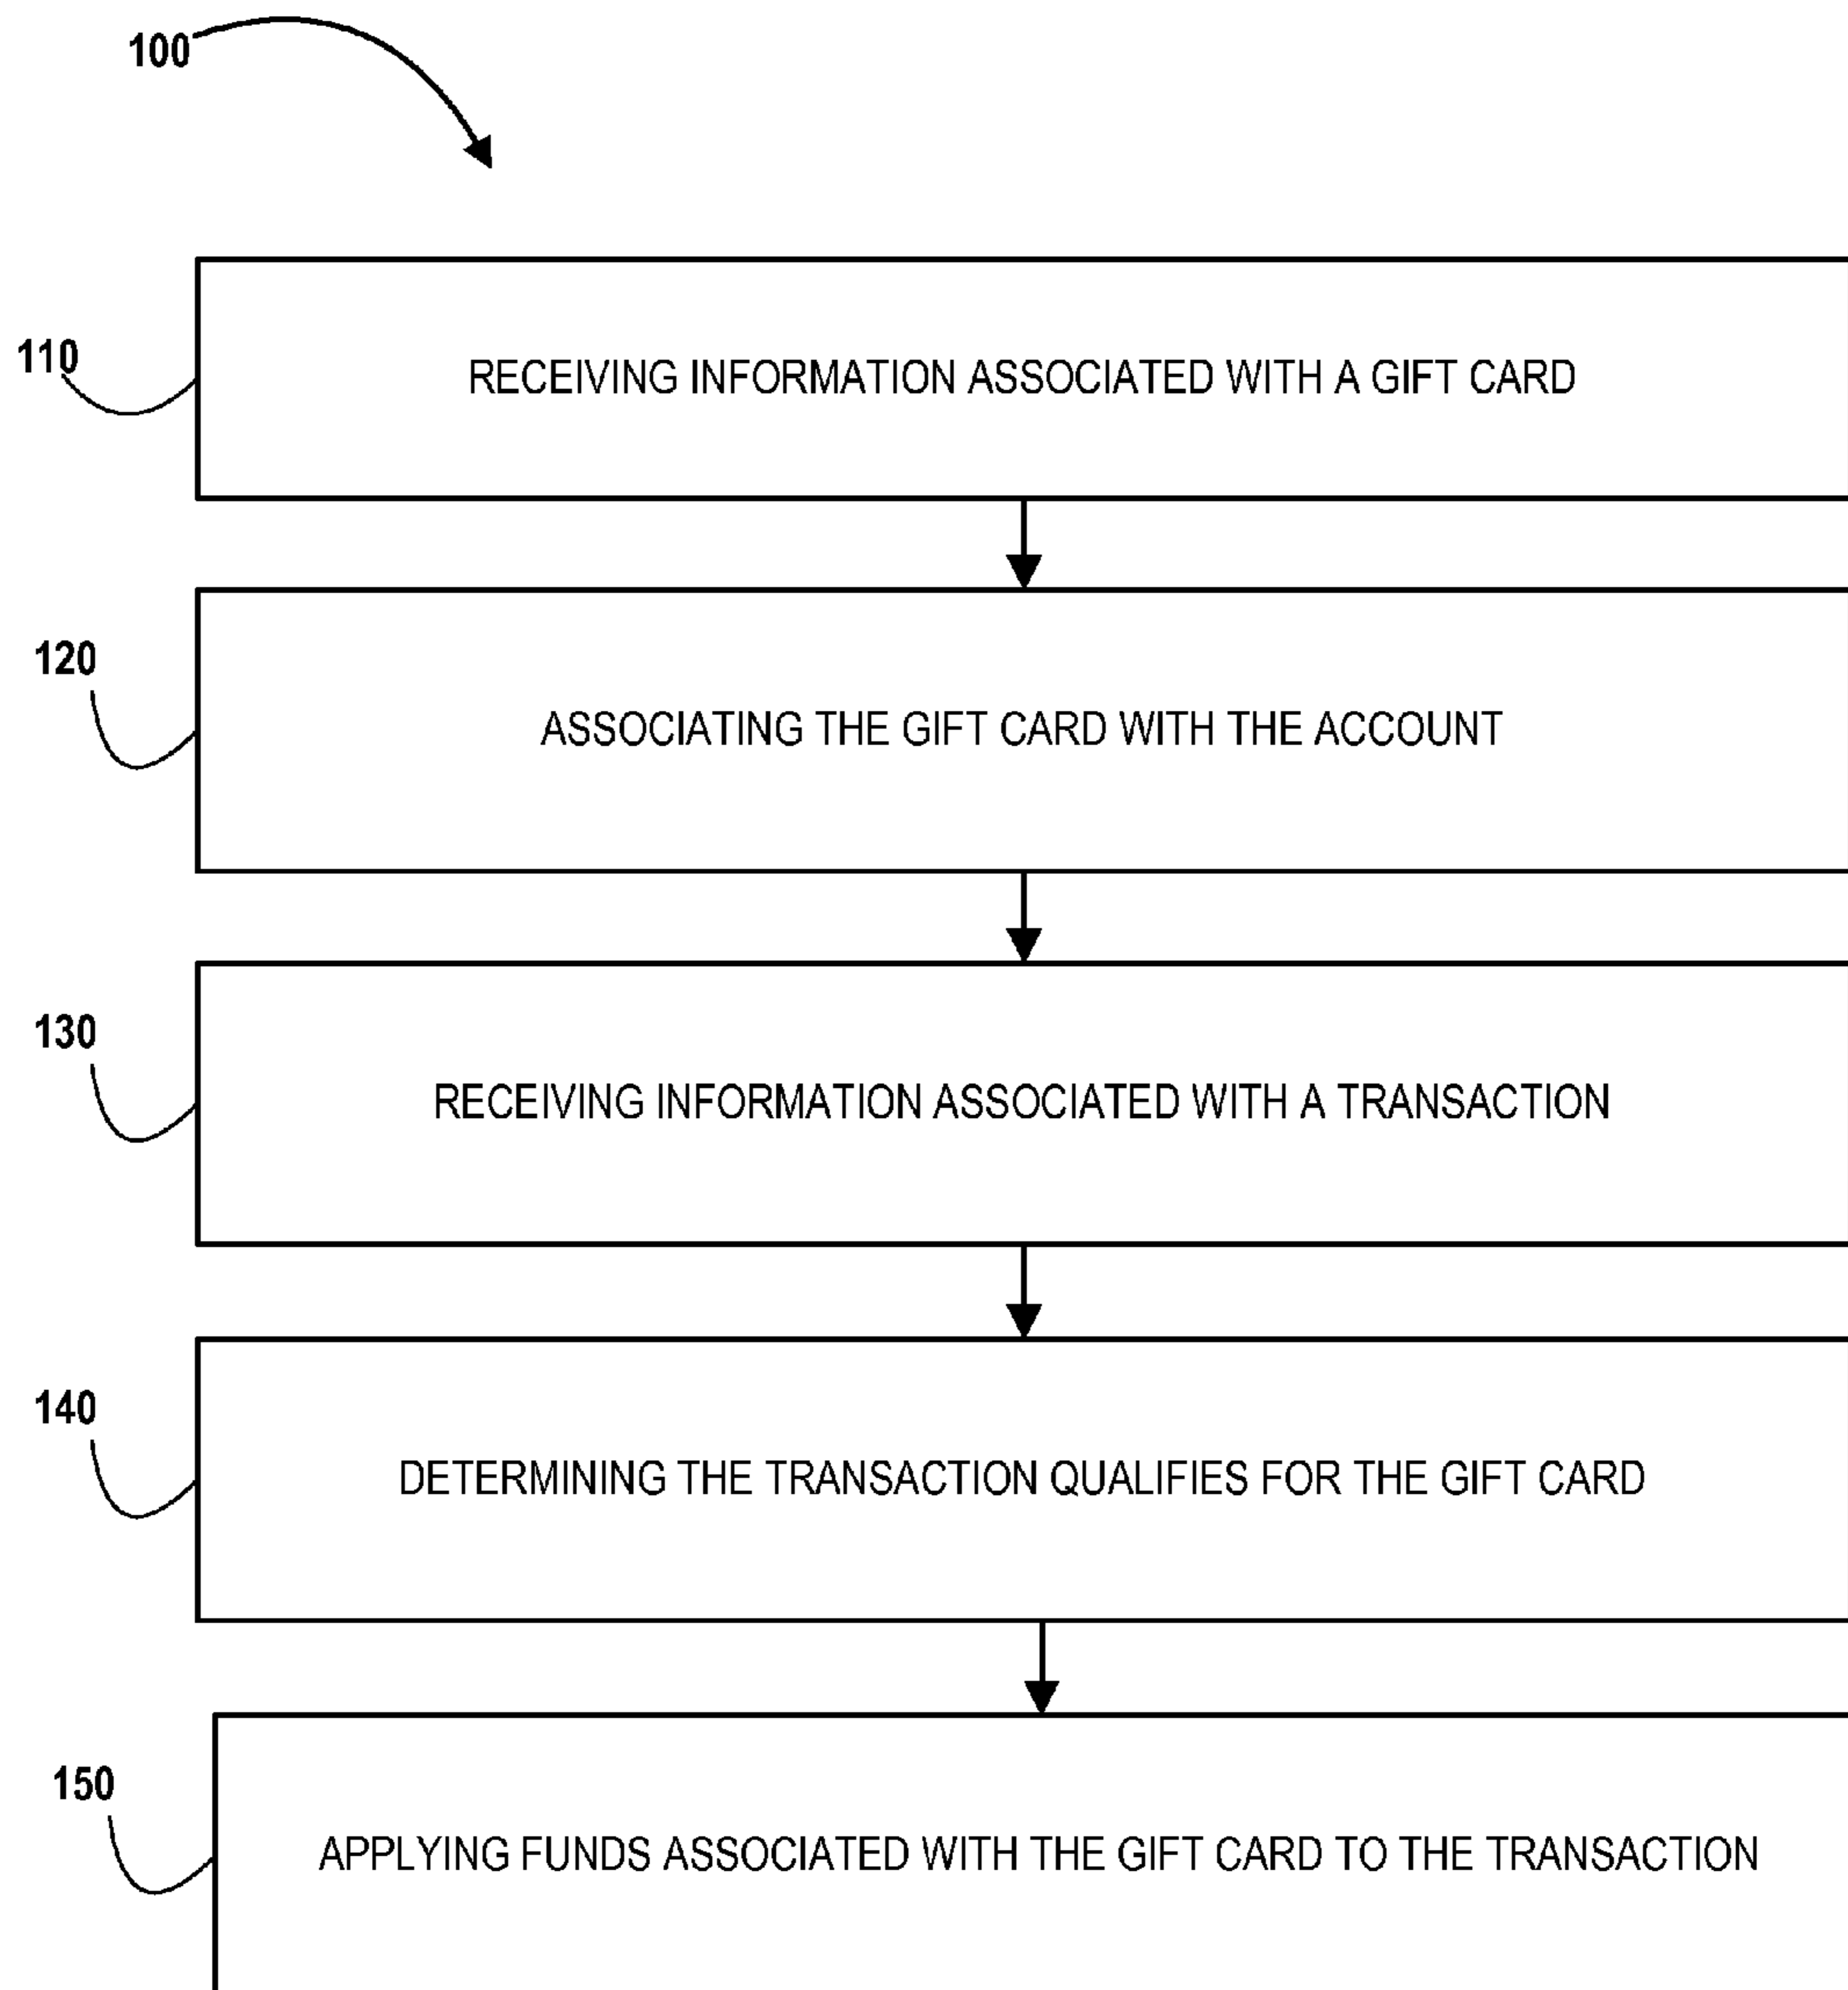 100
110
RECEIVING INFORMATION ASSOCIATED WITH A GIFT CARD
120
ASSOCIATING THE GIFT CARD WITH THE ACCOUNT
130
RECEIVING INFORMATION ASSOCIATED WITH A TRANSACTION
140
DETERMINING THE TRANSACTION QUALIFIES FOR THE GIFT CARD
150
APPLYING FUNDS ASSOCIATED WITH THE GIFT CARD TO THE TRANSACTION